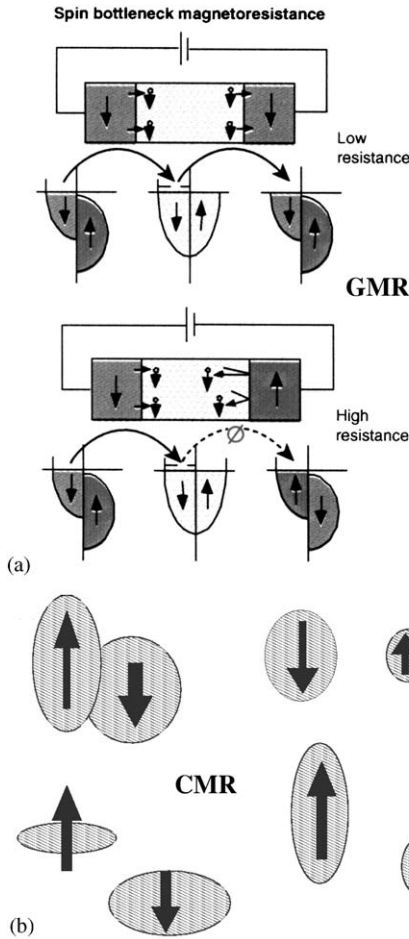 Spin bottleneck magnetoresistance
Low
resistance
GMR
High
resistance
(a)
CMR
(b)